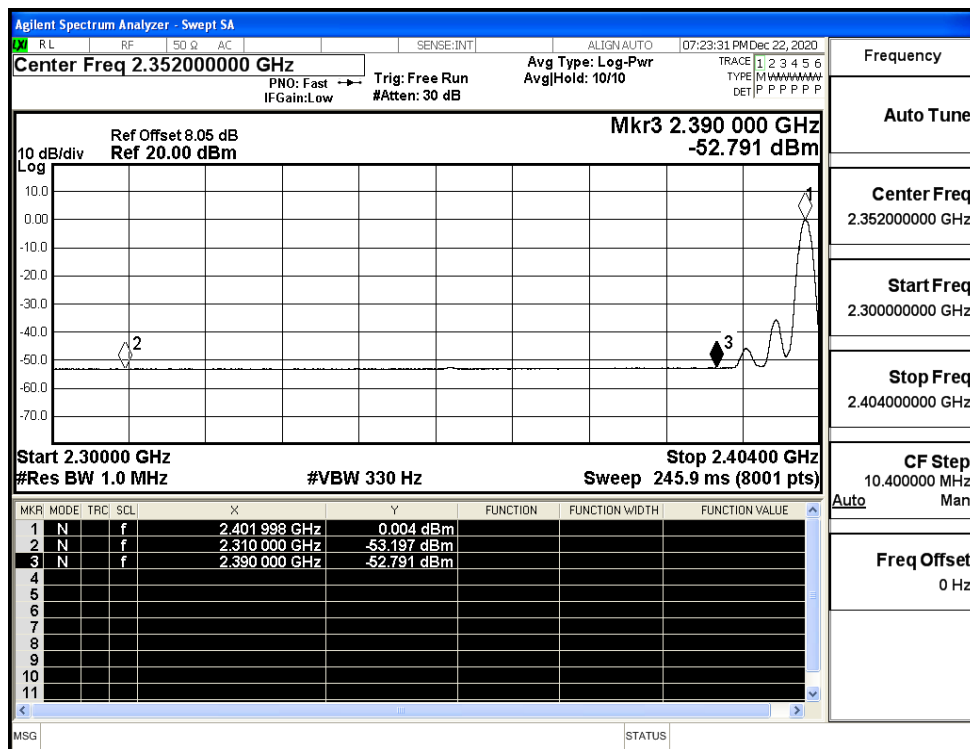 Agilent Spectrum Analyzer - Swept SA
LXI RL RF 50 Ω AC SENSE:INT ALIGN AUTO 07:23:31 PM Dec 22, 2020
Center Freq 2.352000000 GHz
PNO: Fast
IFGain:Low
Trig: Free Run
#Atten: 30 dB
Avg Type: Log-Pwr
Avg|Hold: 10/10
TRACE 1 2 3 4 5 6
TYPE M WWWWW
DET P P P P P P
Ref Offset 8.05 dB
10 dB/div Ref 20.00 dBm
Log
Mkr3 2.390 000 GHz
-52.791 dBm
10.0
0.00
-10.0
-20.0
-30.0
-40.0
-50.0
-60.0
-70.0
1
2
3
Start 2.30000 GHz Stop 2.40400 GHz
#Res BW 1.0 MHz #VBW 330 Hz Sweep 245.9 ms (8001 pts)
MKR MODE TRC SCL X Y FUNCTION FUNCTION WIDTH FUNCTION VALUE
1 N f 2.401 998 GHz 0.004 dBm
2 N f 2.310 000 GHz -53.197 dBm
3 N f 2.390 000 GHz -52.791 dBm
4
5
6
7
8
9
10
11
MSG STATUS
Frequency
Auto Tune
Center Freq
2.352000000 GHz
Start Freq
2.300000000 GHz
Stop Freq
2.404000000 GHz
CF Step
10.400000 MHz
Auto Man
Freq Offset
0 Hz